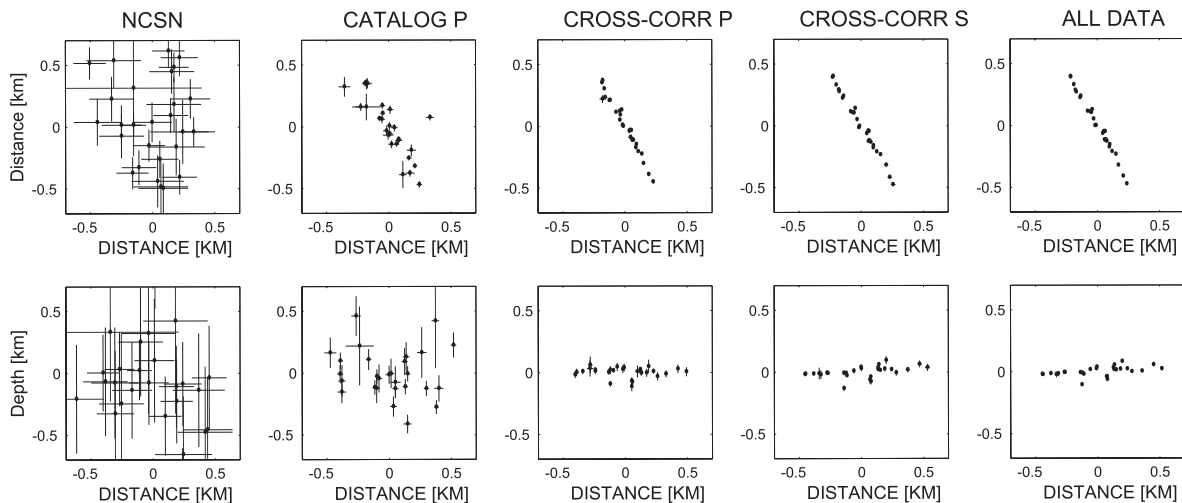 NCSN CATALOG P CROSS-CORR P CROSS-CORR S ALL DATA
Distance [km]
0.5 0.5 0.5 0.5 0.5
0 0 0 0 0
-0.5 -0.5 -0.5 -0.5 -0.5
-0.5 0 0.5 -0.5 0 0.5 -0.5 0 0.5 -0.5 0 0.5 -0.5 0 0.5
DISTANCE [KM] DISTANCE [KM] DISTANCE [KM] DISTANCE [KM] DISTANCE [KM]
Depth [km]
0.5 0.5 0.5 0.5 0.5
0 0 0 0 0
-0.5 -0.5 -0.5 -0.5 -0.5
-0.5 0 0.5 -0.5 0 0.5 -0.5 0 0.5 -0.5 0 0.5 -0.5 0 0.5
DISTANCE [KM] DISTANCE [KM] DISTANCE [KM] DISTANCE [KM] DISTANCE [KM]